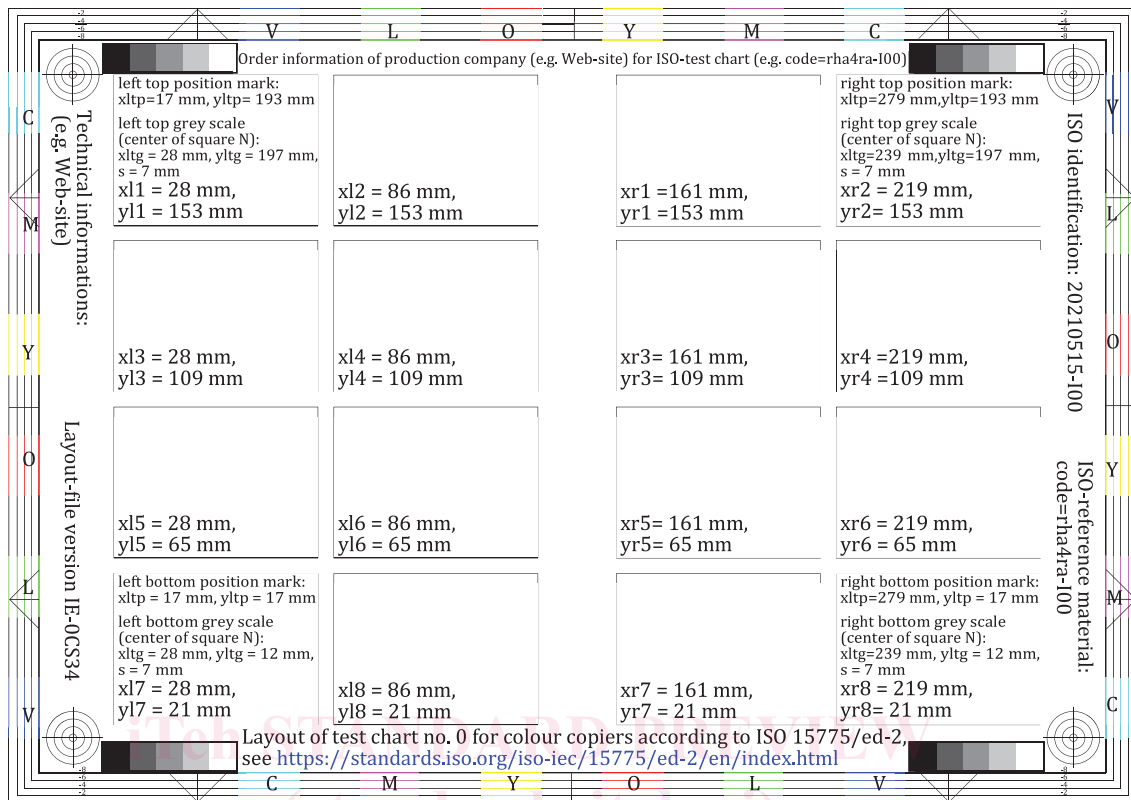 V L O Y M C
Order information of production company (e.g. Web-site) for ISO-test chart (e.g. code=rha4ra-I00)
left top position mark:
xltp=17 mm, yltp= 193 mm
left top grey scale
(center of square N):
xltg = 28 mm, yltg = 197 mm,
s = 7 mm
xl1 = 28 mm,
yl1 = 153 mm
xl2 = 86 mm,
yl2 = 153 mm
xr1 =161 mm,
yr1 =153 mm
right top position mark:
xltp=279 mm,yltp=193 mm
right top grey scale
(center of square N):
xltg=239 mm,yltg=197 mm,
s = 7 mm
xr2 = 219 mm,
yr2= 153 mm
xl3 = 28 mm,
yl3 = 109 mm
xl4 = 86 mm,
yl4 = 109 mm
xr3= 161 mm,
yr3= 109 mm
xr4 =219 mm,
yr4 =109 mm
xl5 = 28 mm,
yl5 = 65 mm
xl6 = 86 mm,
yl6 = 65 mm
xr5= 161 mm,
yr5= 65 mm
xr6 = 219 mm,
yr6 = 65 mm
left bottom position mark:
xltp = 17 mm, yltp = 17 mm
left bottom grey scale
(center of square N):
xltg = 28 mm, yltg = 12 mm,
s = 7 mm
xl7 = 28 mm,
yl7 = 21 mm
xl8 = 86 mm,
yl8 = 21 mm
xr7 = 161 mm,
yr7 = 21 mm
right bottom position mark:
xltp=279 mm, yltp = 17 mm
right bottom grey scale
(center of square N):
xltg=239 mm, yltg = 12 mm,
s = 7 mm
xr8 = 219 mm,
yr8= 21 mm
Technical informations:
(e.g. Web-site)
Layout-file version IE-0CS34
ISO identification: 20210515-I00
ISO-reference material:
code=rha4ra-I00
C
M
Y
O
L
V
V
L
O
Y
M
C
iTeh STANDARD PREVIEW
Layout of test chart no. 0 for colour copiers according to ISO 15775/ed-2,
see https://standards.iso.org/iso-iec/15775/ed-2/en/index.html
C M Y O L V